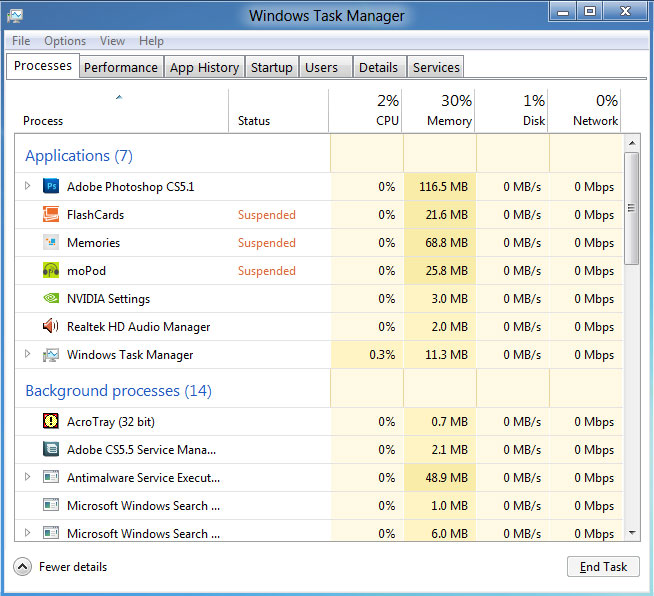 Windows Task Manager
File Options View Help
Processes Performance App History Startup Users Details Services
2% 30% 1% 0%
Process Status CPU Memory Disk Network
Applications (7)
Ps Adobe Photoshop CS5.1 0% 116.5 MB 0 MB/s 0 Mbps
FlashCards Suspended 0% 21.6 MB 0 MB/s 0 Mbps
Memories Suspended 0% 68.8 MB 0 MB/s 0 Mbps
moPod Suspended 0% 25.8 MB 0 MB/s 0 Mbps
NVIDIA Settings 0% 3.0 MB 0 MB/s 0 Mbps
Realtek HD Audio Manager 0% 2.0 MB 0 MB/s 0 Mbps
Windows Task Manager 0.3% 11.3 MB 0 MB/s 0 Mbps
Background processes (14)
AcroTray (32 bit) 0% 0.7 MB 0 MB/s 0 Mbps
Adobe CS5.5 Service Mana... 0% 2.1 MB 0 MB/s 0 Mbps
Antimalware Service Execut... 0% 48.9 MB 0 MB/s 0 Mbps
Microsoft Windows Search ... 0% 1.0 MB 0 MB/s 0 Mbps
Microsoft Windows Search ... 0% 6.0 MB 0 MB/s 0 Mbps
Fewer details End Task